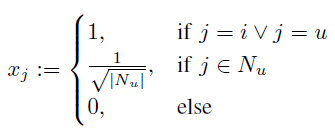 1, if j = i ∨ j = u
x_j := { 1/√|N_u|, if j ∈ N_u
0, else